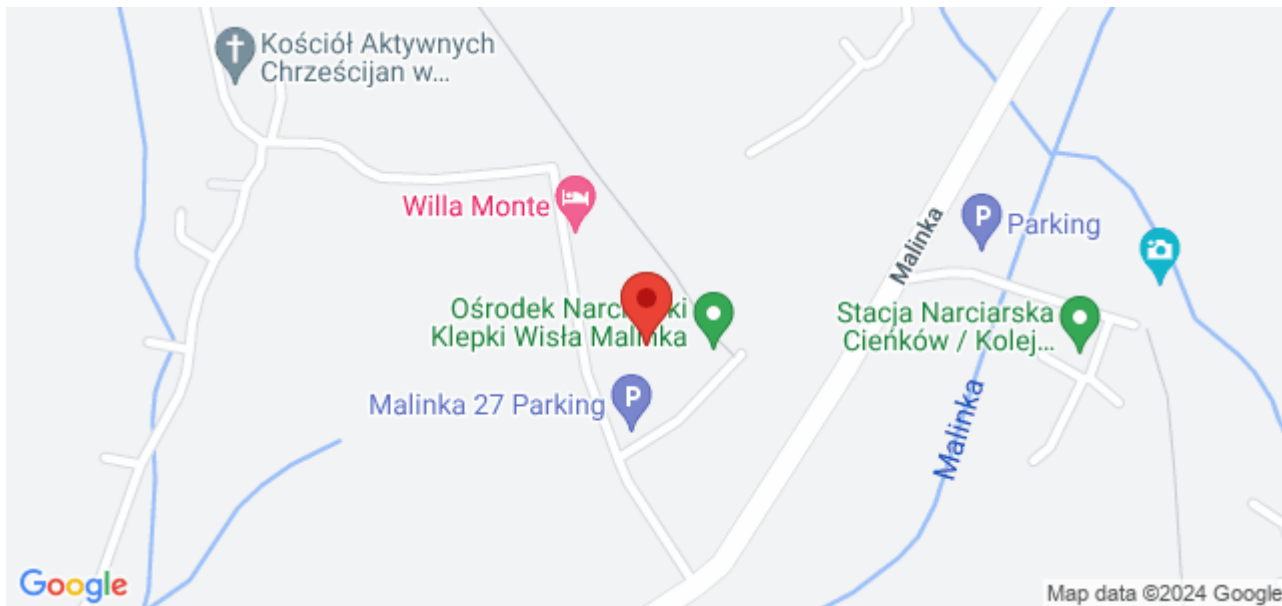 Kościół Aktywnych
Chrześcijan w...
Willa Monte
Malinka
Parking
Ośrodek Narciarski
Klepki Wisła Malinka
Stacja Narciarska
Cieńków / Kolej...
Malinka 27 Parking
Malinka
Google
Map data ©2024 Google